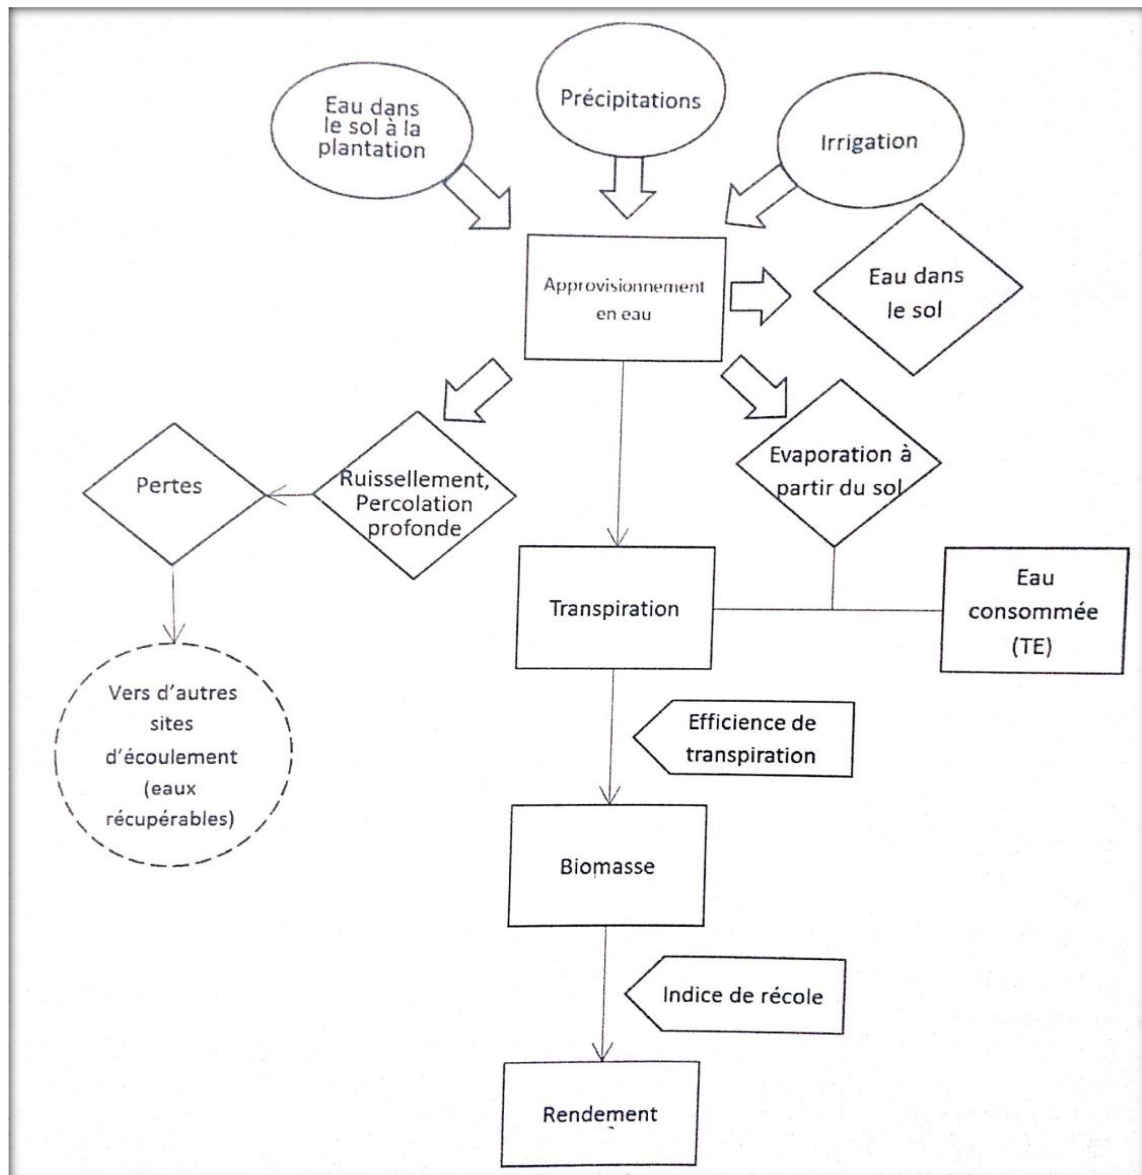 Eau dans
le sol à la
plantation
Précipitations
Irrigation
Approvisionnement
en eau
Eau dans
le sol
Ruissellement,
Percolation
profonde
Pertes
Evaporation à
partir du sol
Transpiration
Eau
consommée
(TE)
Vers d'autres
sites
d'écoulement
(eaux
récupérables)
Efficience de
transpiration
Biomasse
Indice de récole
Rendement